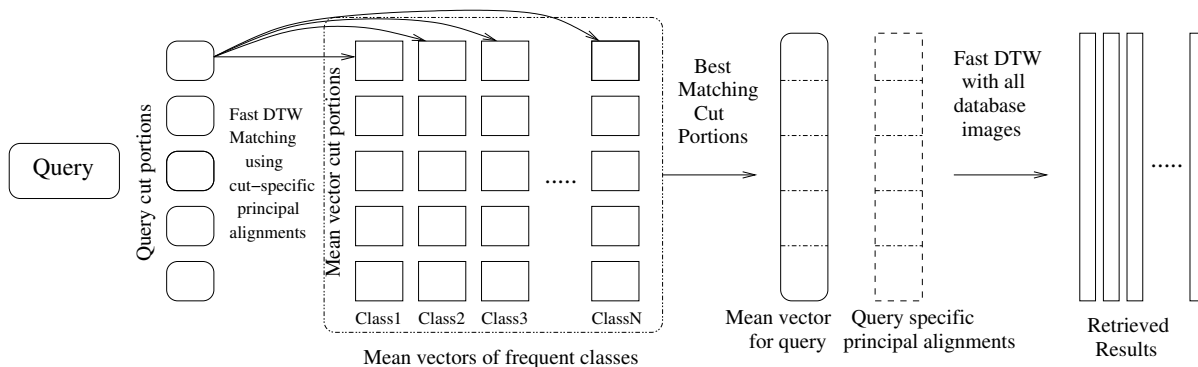 Query
Query cut portions
Fast DTW
Matching
using
cut−specific
principal
alignments
Mean vector cut portions
.....
Class1
Class2
Class3
ClassN
Mean vectors of frequent classes
Best
Matching
Cut
Portions
Mean vector
for query
Query specific
principal alignments
Fast DTW
with all
database
images
.....
Retrieved
Results